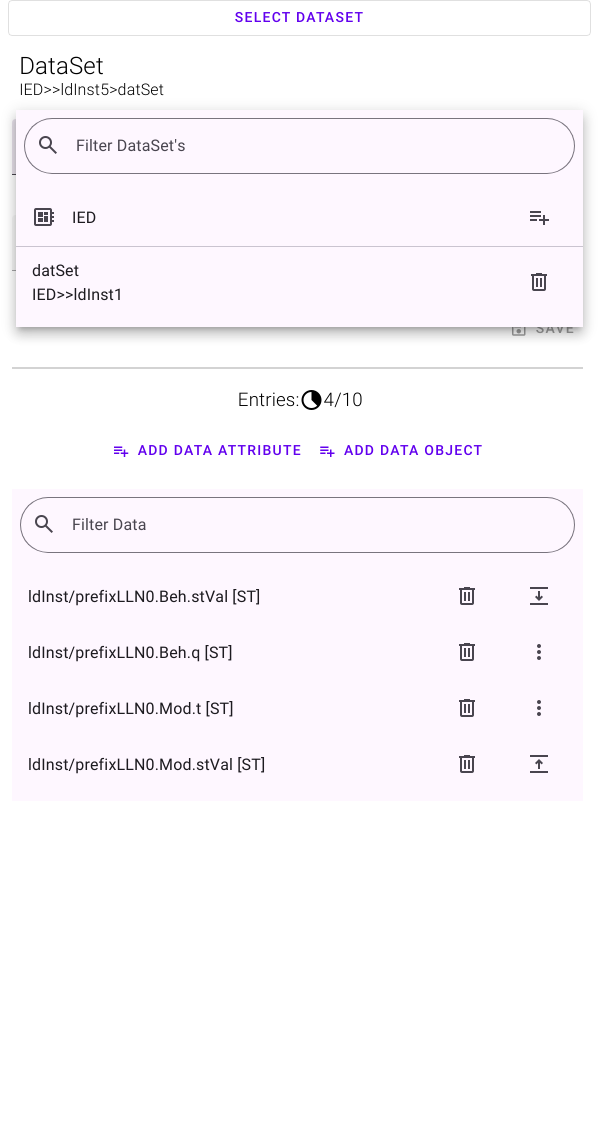 SELECT DATASET
DataSet
IED>>ldInst5>datSet
Filter DataSet's
IED
datSet
IED>>ldInst1
SAVE
Entries: 4/10
ADD DATA ATTRIBUTE ADD DATA OBJECT
Filter Data
ldInst/prefixLLN0.Beh.stVal [ST]
ldInst/prefixLLN0.Beh.q [ST]
ldInst/prefixLLN0.Mod.t [ST]
ldInst/prefixLLN0.Mod.stVal [ST]